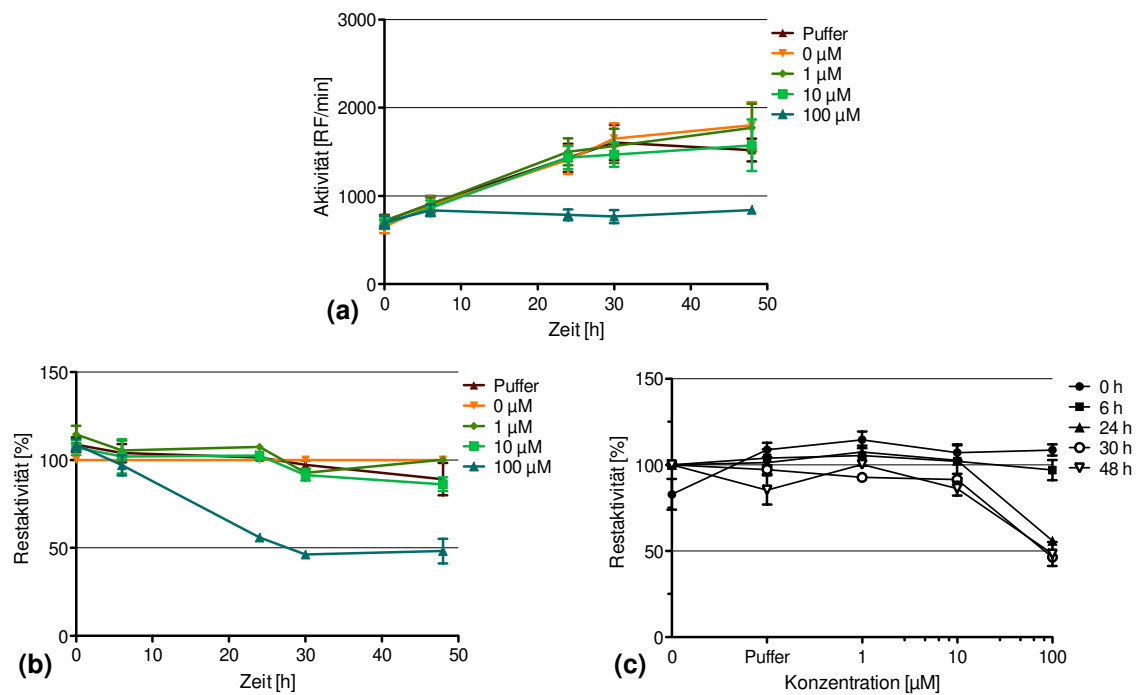 3000
2000
1000
0
Aktivität [RF/min]
0 10 20 30 40 50
Zeit [h]
Puffer
0 µM
1 µM
10 µM
100 µM
(a)
150
100
50
0
Restaktivität [%]
0 10 20 30 40 50
Zeit [h]
Puffer
0 µM
1 µM
10 µM
100 µM
(b)
150
100
50
0
Restaktivität [%]
0 Puffer 1 10 100
Konzentration [µM]
0 h
6 h
24 h
30 h
48 h
(c)